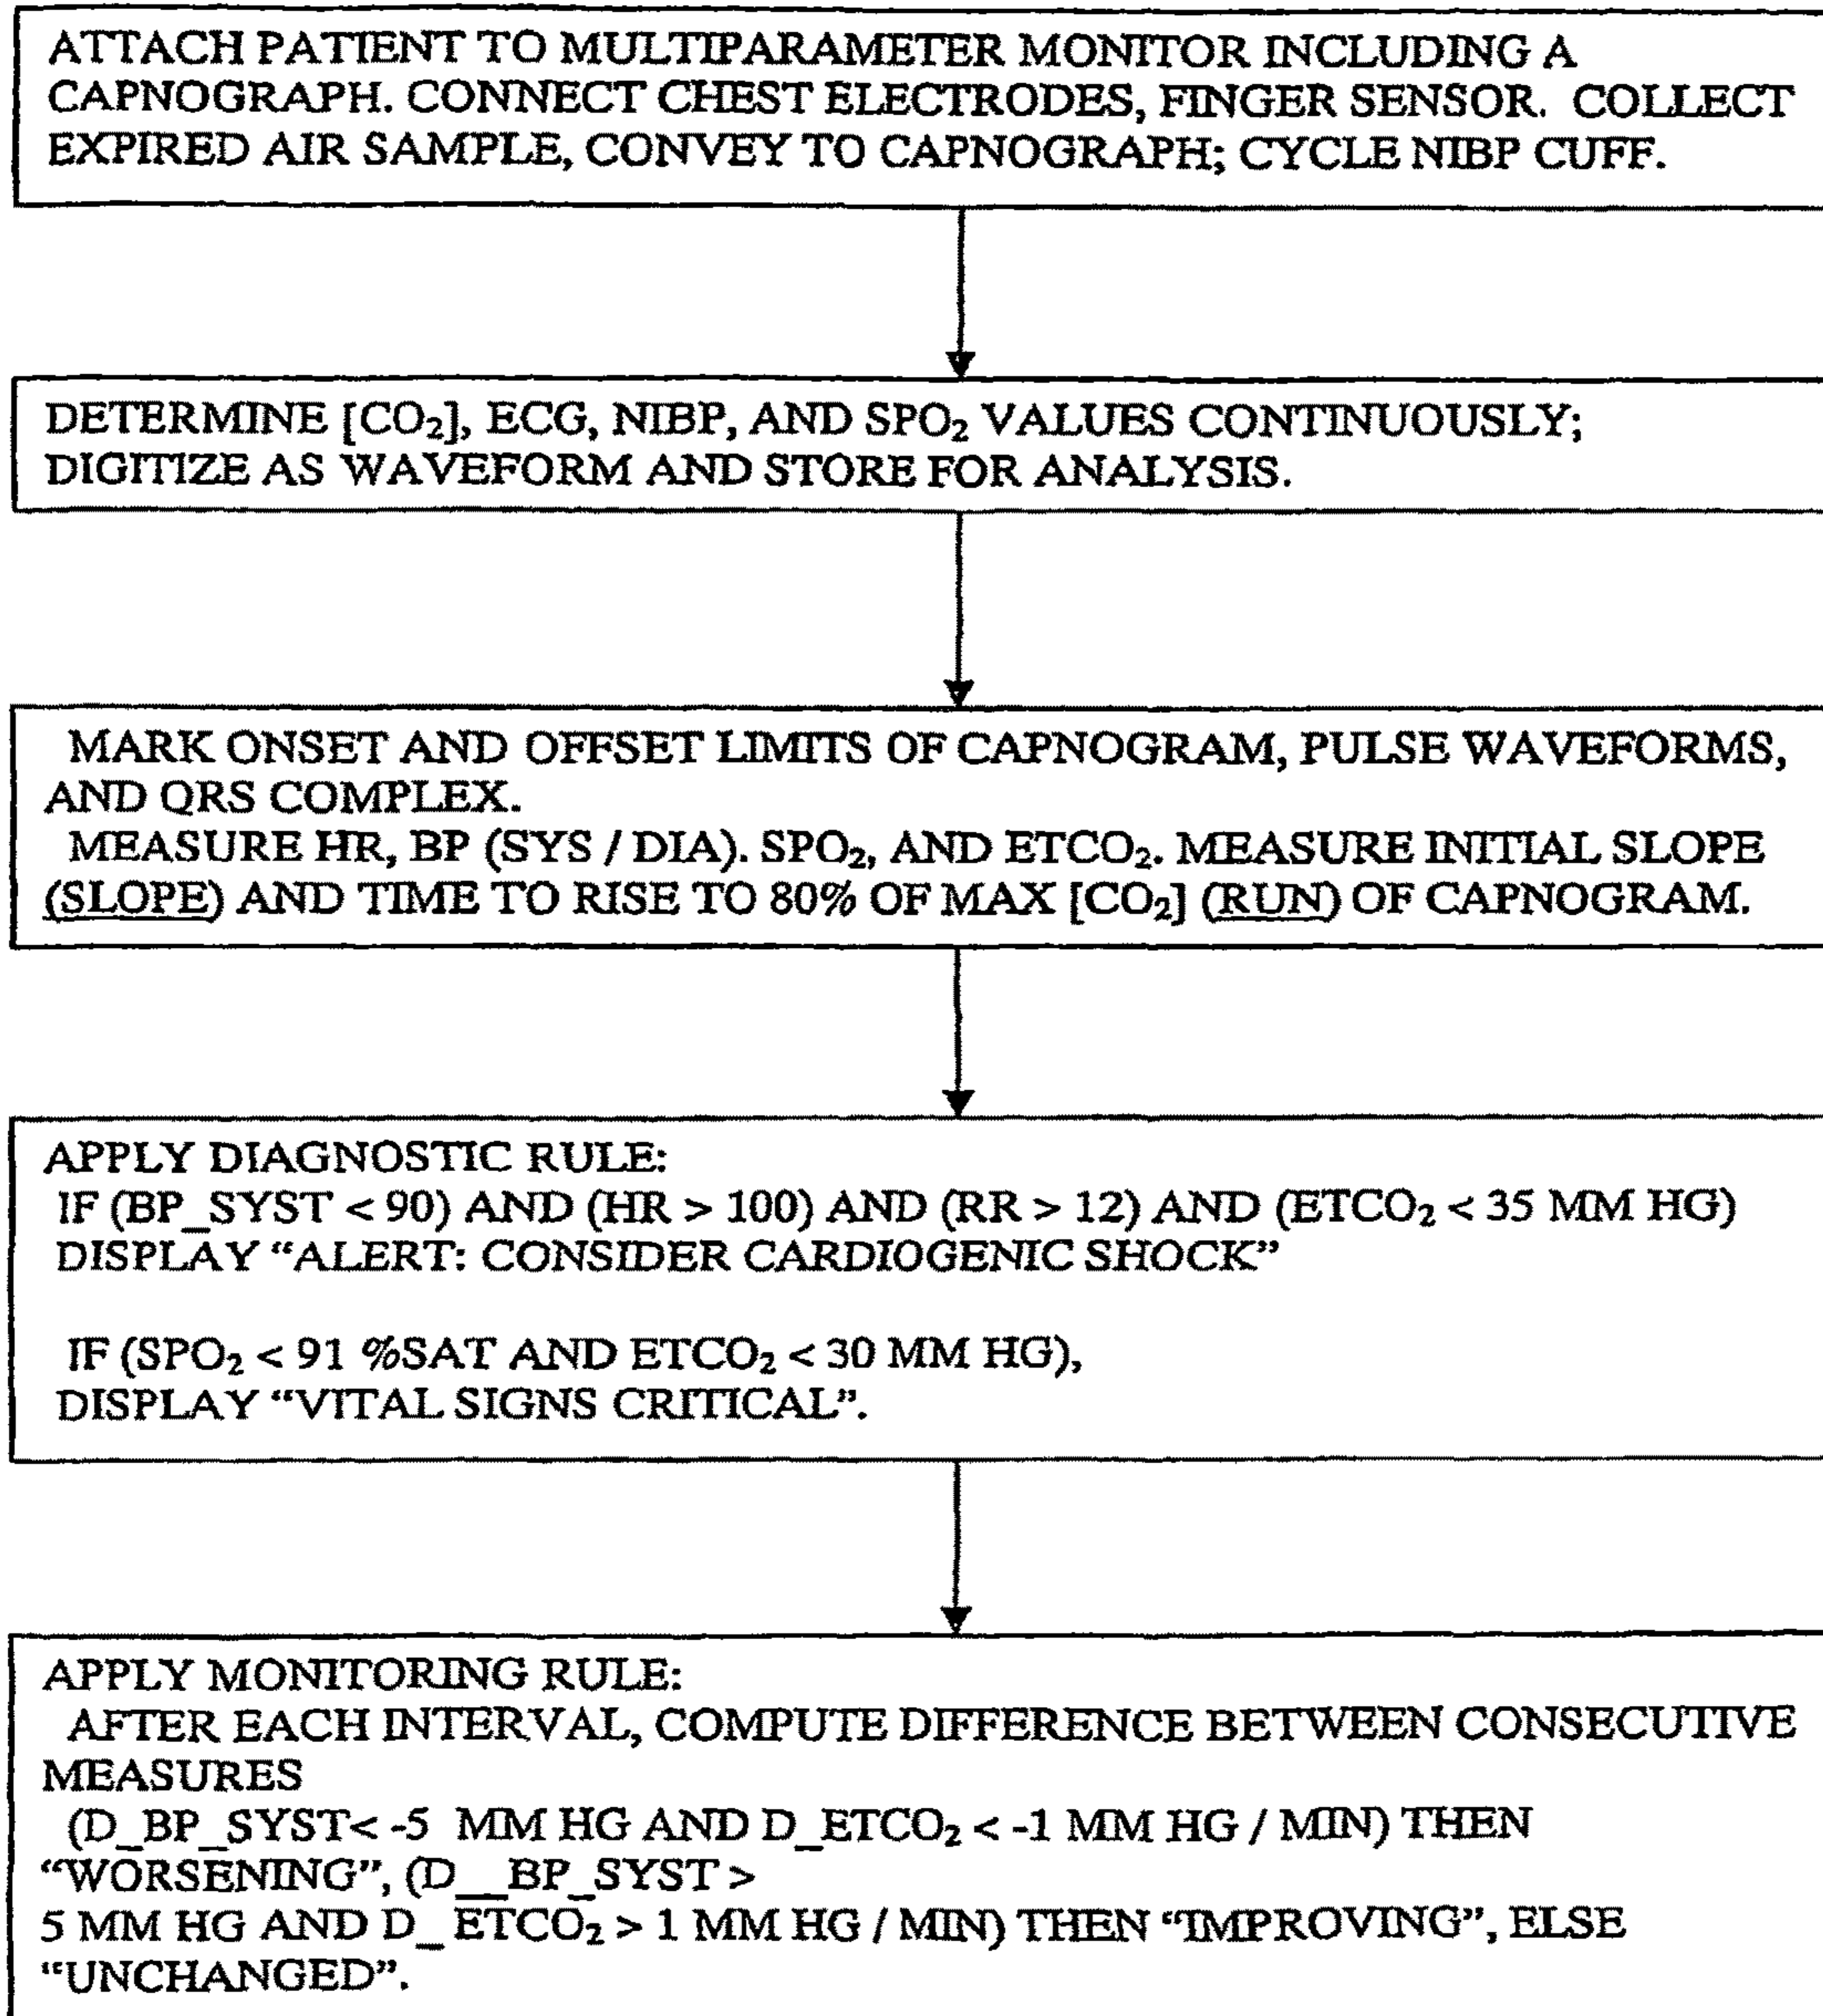 ATTACH PATIENT TO MULTIPARAMETER MONITOR INCLUDING A
CAPNOGRAPH. CONNECT CHEST ELECTRODES, FINGER SENSOR. COLLECT
EXPIRED AIR SAMPLE, CONVEY TO CAPNOGRAPH; CYCLE NIBP CUFF.
DETERMINE [CO₂], ECG, NIBP, AND SPO₂ VALUES CONTINUOUSLY;
DIGITIZE AS WAVEFORM AND STORE FOR ANALYSIS.
MARK ONSET AND OFFSET LIMITS OF CAPNOGRAM, PULSE WAVEFORMS,
AND QRS COMPLEX.
MEASURE HR, BP (SYS / DIA). SPO₂, AND ETCO₂. MEASURE INITIAL SLOPE
(SLOPE) AND TIME TO RISE TO 80% OF MAX [CO₂] (RUN) OF CAPNOGRAM.
APPLY DIAGNOSTIC RULE:
IF (BP_SYST < 90) AND (HR > 100) AND (RR > 12) AND (ETCO₂ < 35 MM HG)
DISPLAY “ALERT: CONSIDER CARDIOGENIC SHOCK”
IF (SPO₂ < 91 %SAT AND ETCO₂ < 30 MM HG),
DISPLAY “VITAL SIGNS CRITICAL”.
APPLY MONITORING RULE:
AFTER EACH INTERVAL, COMPUTE DIFFERENCE BETWEEN CONSECUTIVE
MEASURES
(D_BP_SYST< -5 MM HG AND D_ETCO₂ < -1 MM HG / MIN) THEN
“WORSENING”, (D__BP_SYST >
5 MM HG AND D_ ETCO₂ > 1 MM HG / MIN) THEN “IMPROVING”, ELSE
“UNCHANGED”.